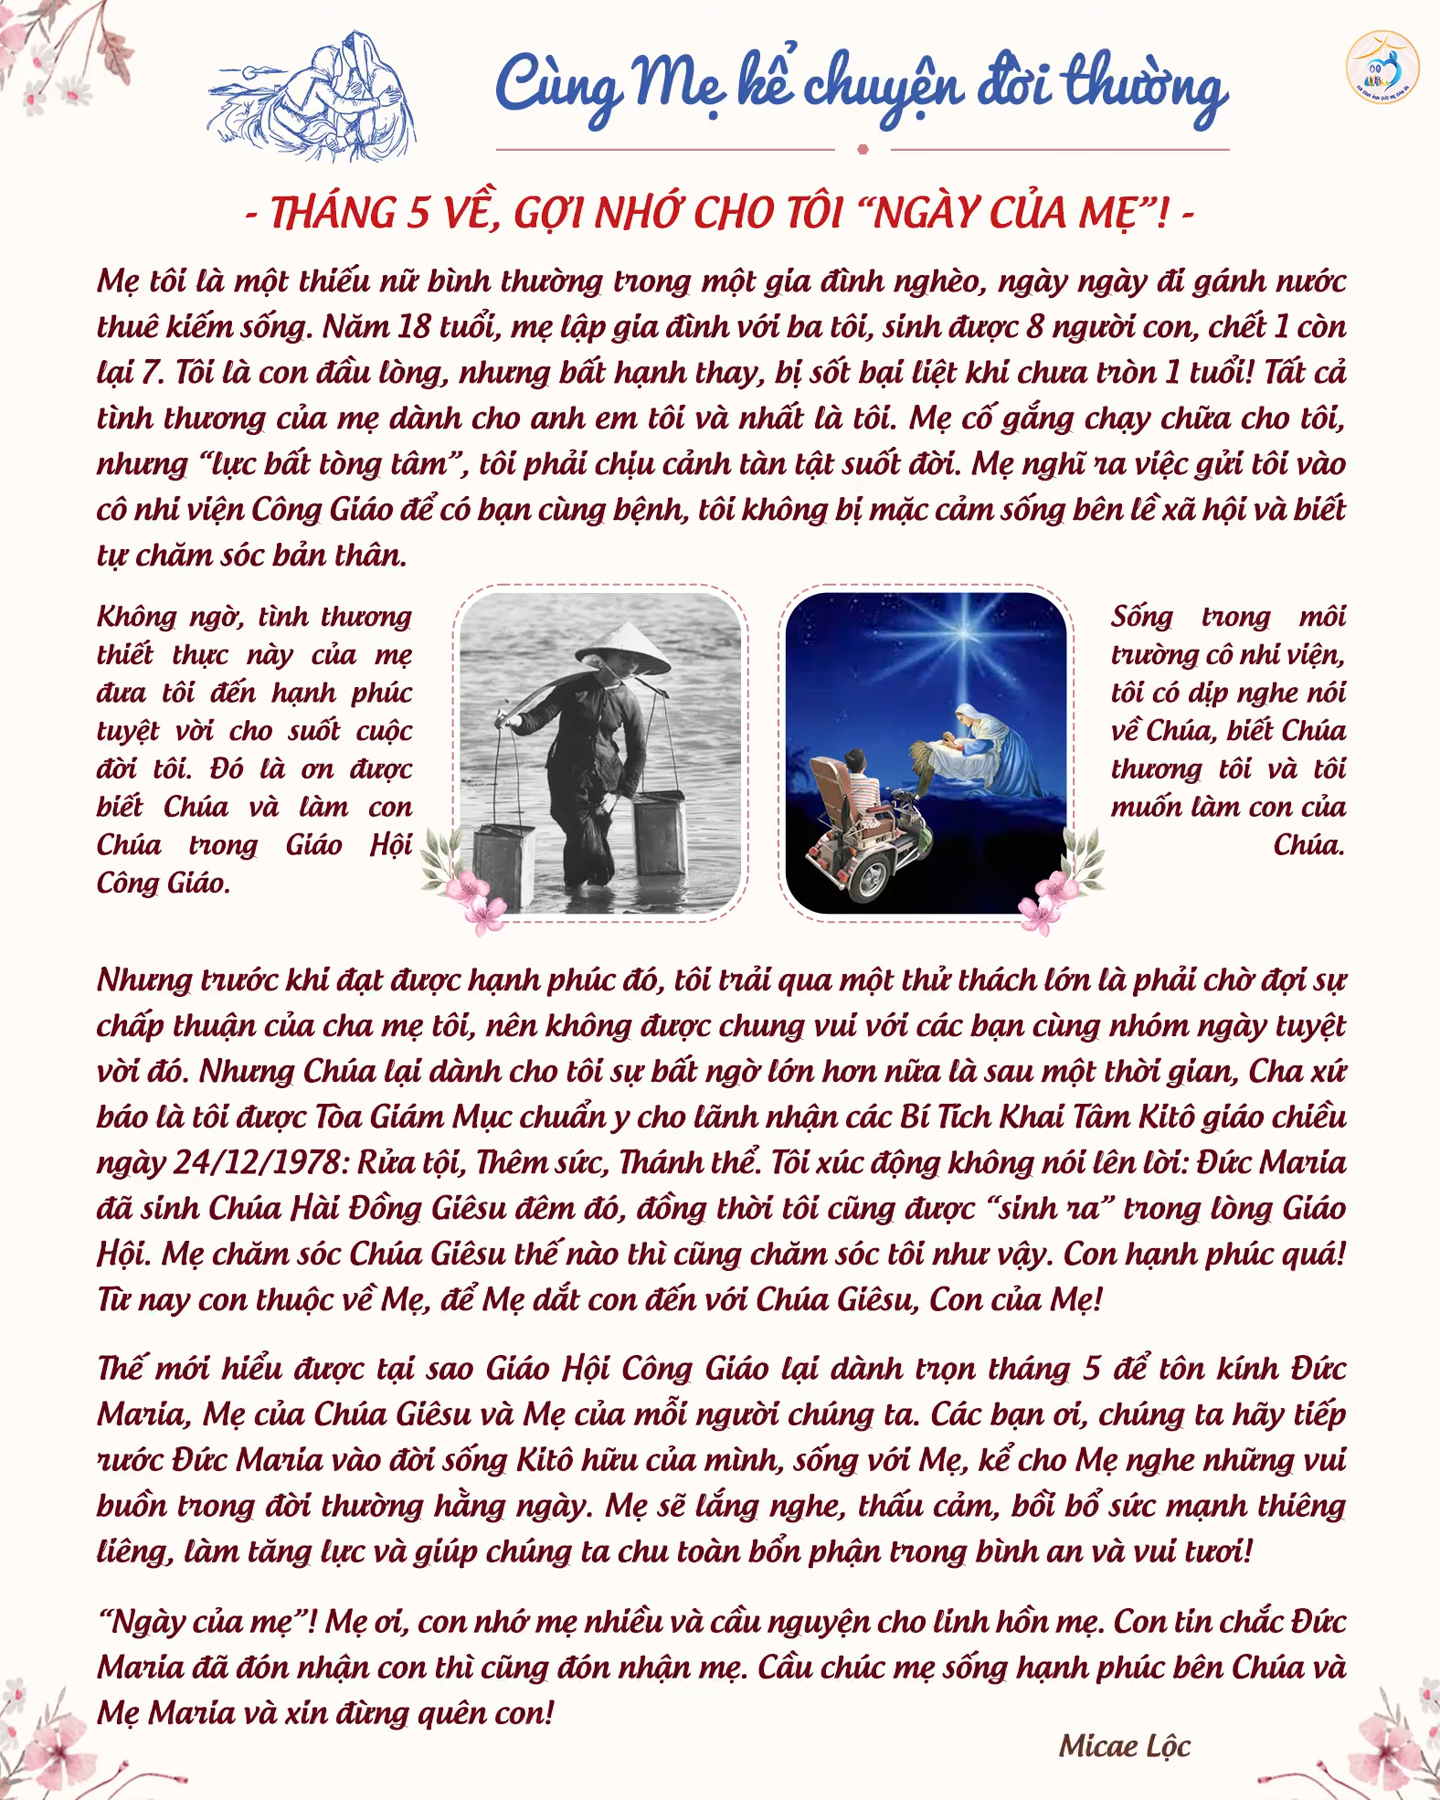 Cùng Mẹ kể chuyện đời thường
- THÁNG 5 VỀ, GỢI NHỚ CHO TÔI “NGÀY CỦA MẸ”! -
Mẹ tôi là một thiếu nữ bình thường trong một gia đình nghèo, ngày ngày đi gánh nước
thuê kiếm sống. Năm 18 tuổi, mẹ lập gia đình với ba tôi, sinh được 8 người con, chết 1 còn
lại 7. Tôi là con đầu lòng, nhưng bất hạnh thay, bị sốt bại liệt khi chưa tròn 1 tuổi! Tất cả
tình thương của mẹ dành cho anh em tôi và nhất là tôi. Mẹ cố gắng chạy chữa cho tôi,
nhưng “lực bất tòng tâm”, tôi phải chịu cảnh tàn tật suốt đời. Mẹ nghĩ ra việc gửi tôi vào
cô nhi viện Công Giáo để có bạn cùng bệnh, tôi không bị mặc cảm sống bên lề xã hội và biết
tự chăm sóc bản thân.
Không ngờ, tình thương
thiết thực này của mẹ
đưa tôi đến hạnh phúc
tuyệt vời cho suốt cuộc
đời tôi. Đó là ơn được
biết Chúa và làm con
Chúa trong Giáo Hội
Công Giáo.
Sống trong môi
trường cô nhi viện,
tôi có dịp nghe nói
về Chúa, biết Chúa
thương tôi và tôi
muốn làm con của
Chúa.
Nhưng trước khi đạt được hạnh phúc đó, tôi trải qua một thử thách lớn là phải chờ đợi sự
chấp thuận của cha mẹ tôi, nên không được chung vui với các bạn cùng nhóm ngày tuyệt
vời đó. Nhưng Chúa lại dành cho tôi sự bất ngờ lớn hơn nữa là sau một thời gian, Cha xứ
báo là tôi được Tòa Giám Mục chuẩn y cho lãnh nhận các Bí Tích Khai Tâm Kitô giáo chiều
ngày 24/12/1978: Rửa tội, Thêm sức, Thánh thể. Tôi xúc động không nói lên lời: Đức Maria
đã sinh Chúa Hài Đồng Giêsu đêm đó, đồng thời tôi cũng được “sinh ra” trong lòng Giáo
Hội. Mẹ chăm sóc Chúa Giêsu thế nào thì cũng chăm sóc tôi như vậy. Con hạnh phúc quá!
Từ nay con thuộc về Mẹ, để Mẹ dắt con đến với Chúa Giêsu, Con của Mẹ!
Thế mới hiểu được tại sao Giáo Hội Công Giáo lại dành trọn tháng 5 để tôn kính Đức
Maria, Mẹ của Chúa Giêsu và Mẹ của mỗi người chúng ta. Các bạn ơi, chúng ta hãy tiếp
rước Đức Maria vào đời sống Kitô hữu của mình, sống với Mẹ, kể cho Mẹ nghe những vui
buồn trong đời thường hằng ngày. Mẹ sẽ lắng nghe, thấu cảm, bồi bổ sức mạnh thiêng
liêng, làm tăng lực và giúp chúng ta chu toàn bổn phận trong bình an và vui tươi!
“Ngày của mẹ”! Mẹ ơi, con nhớ mẹ nhiều và cầu nguyện cho linh hồn mẹ. Con tin chắc Đức
Maria đã đón nhận con thì cũng đón nhận mẹ. Cầu chúc mẹ sống hạnh phúc bên Chúa và
Mẹ Maria và xin đừng quên con!
Micae Lộc